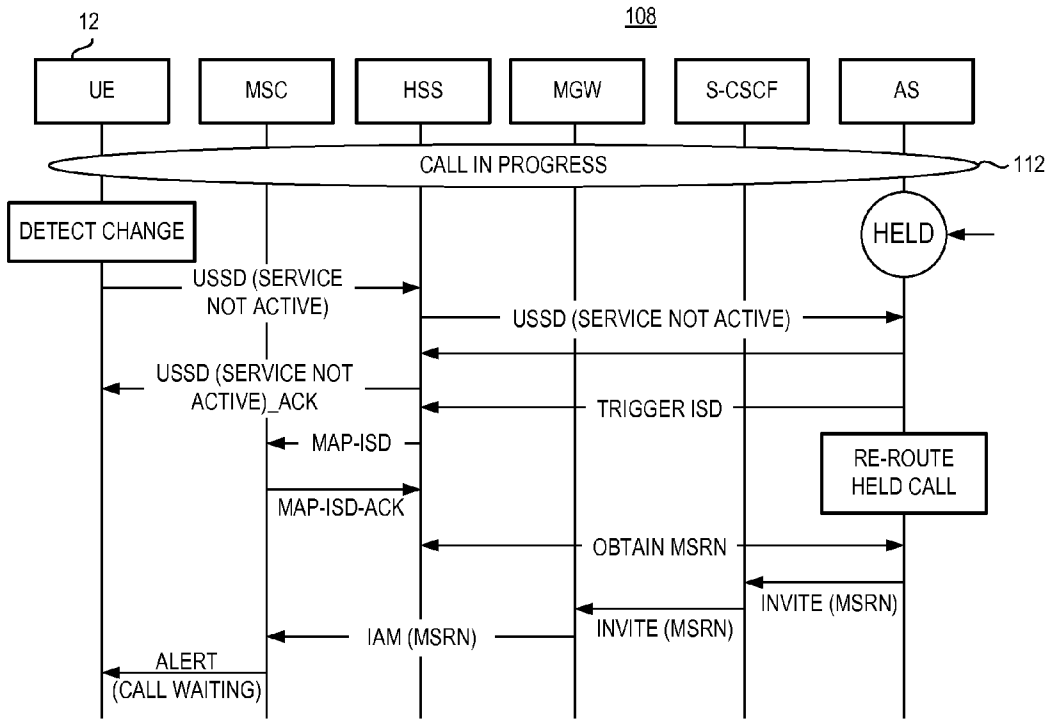 108
12
UE
MSC
HSS
MGW
S-CSCF
AS
CALL IN PROGRESS
112
DETECT CHANGE
HELD
USSD (SERVICE
NOT ACTIVE)
USSD (SERVICE NOT ACTIVE)
USSD (SERVICE NOT
ACTIVE)_ACK
TRIGGER ISD
MAP-ISD
RE-ROUTE
HELD CALL
MAP-ISD-ACK
OBTAIN MSRN
INVITE (MSRN)
INVITE (MSRN)
IAM (MSRN)
ALERT
(CALL WAITING)